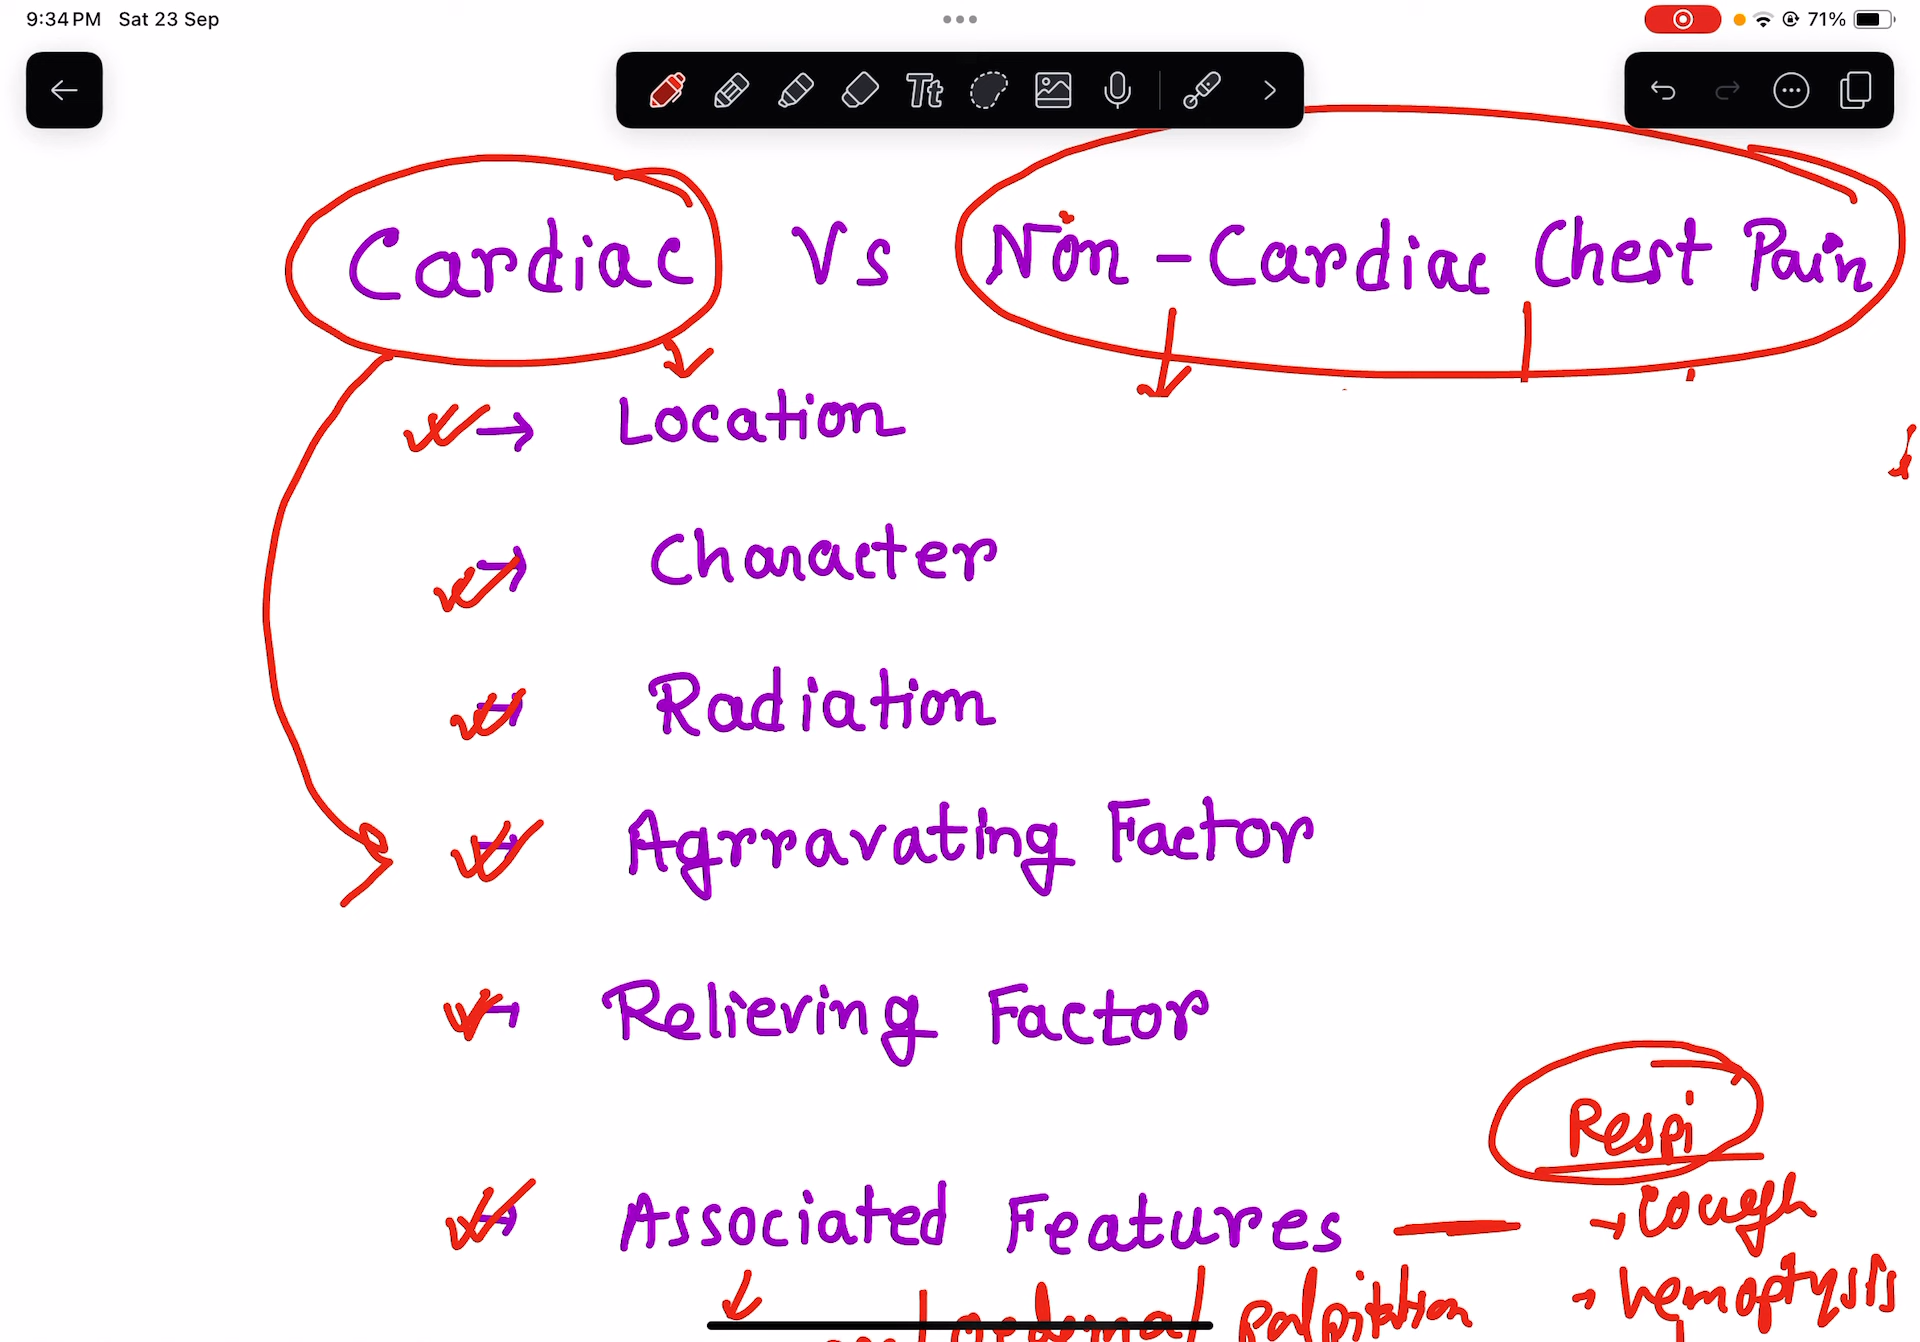 9:34 PM Sat 23 Sep
71%
Tt
Cardiac Vs Non-Cardiac Chest Pain
Location
Character
Radiation
Agrravating Factor
Relieving Factor
Respi
Associated Features — → cough
→ hemoptysis
palpitation